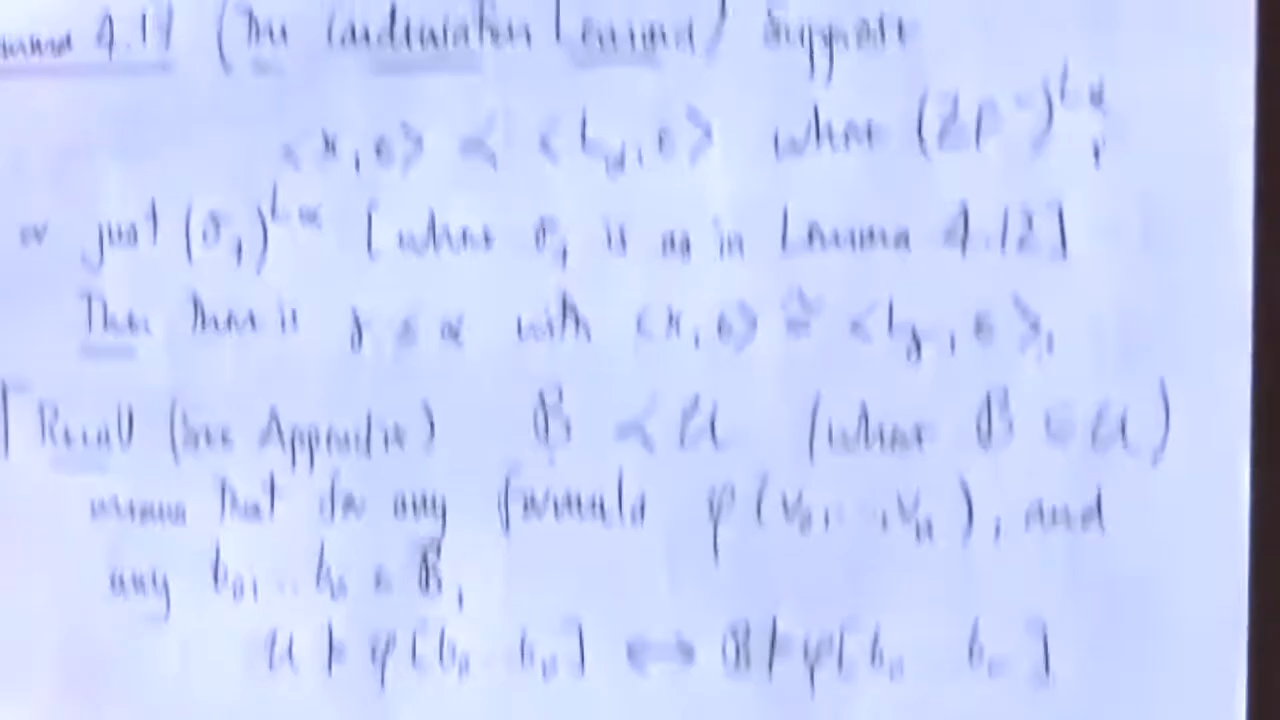 4.1 (The Condensation Lemma) Suppose
<x, ∈> ≺ <L_α, ∈> where (ZF⁻)^{L_α},
or just (σ₁)^{L_α} [where σ₁ is as in Lemma 4.12]
Then there is γ ≤ α with <x, ∈> ≅ <L_γ, ∈>.
Recall (See Appendix) 𝔅 ≺ 𝔄 (where 𝔅 ⊆ 𝔄)
means that for any formula φ(v₀, .. ,vₙ), and
any b₀, .. bₙ ∈ 𝔅,
𝔄 ⊨ φ[b₀ bₙ] ↔ 𝔅 ⊨ φ[b₀ bₙ]